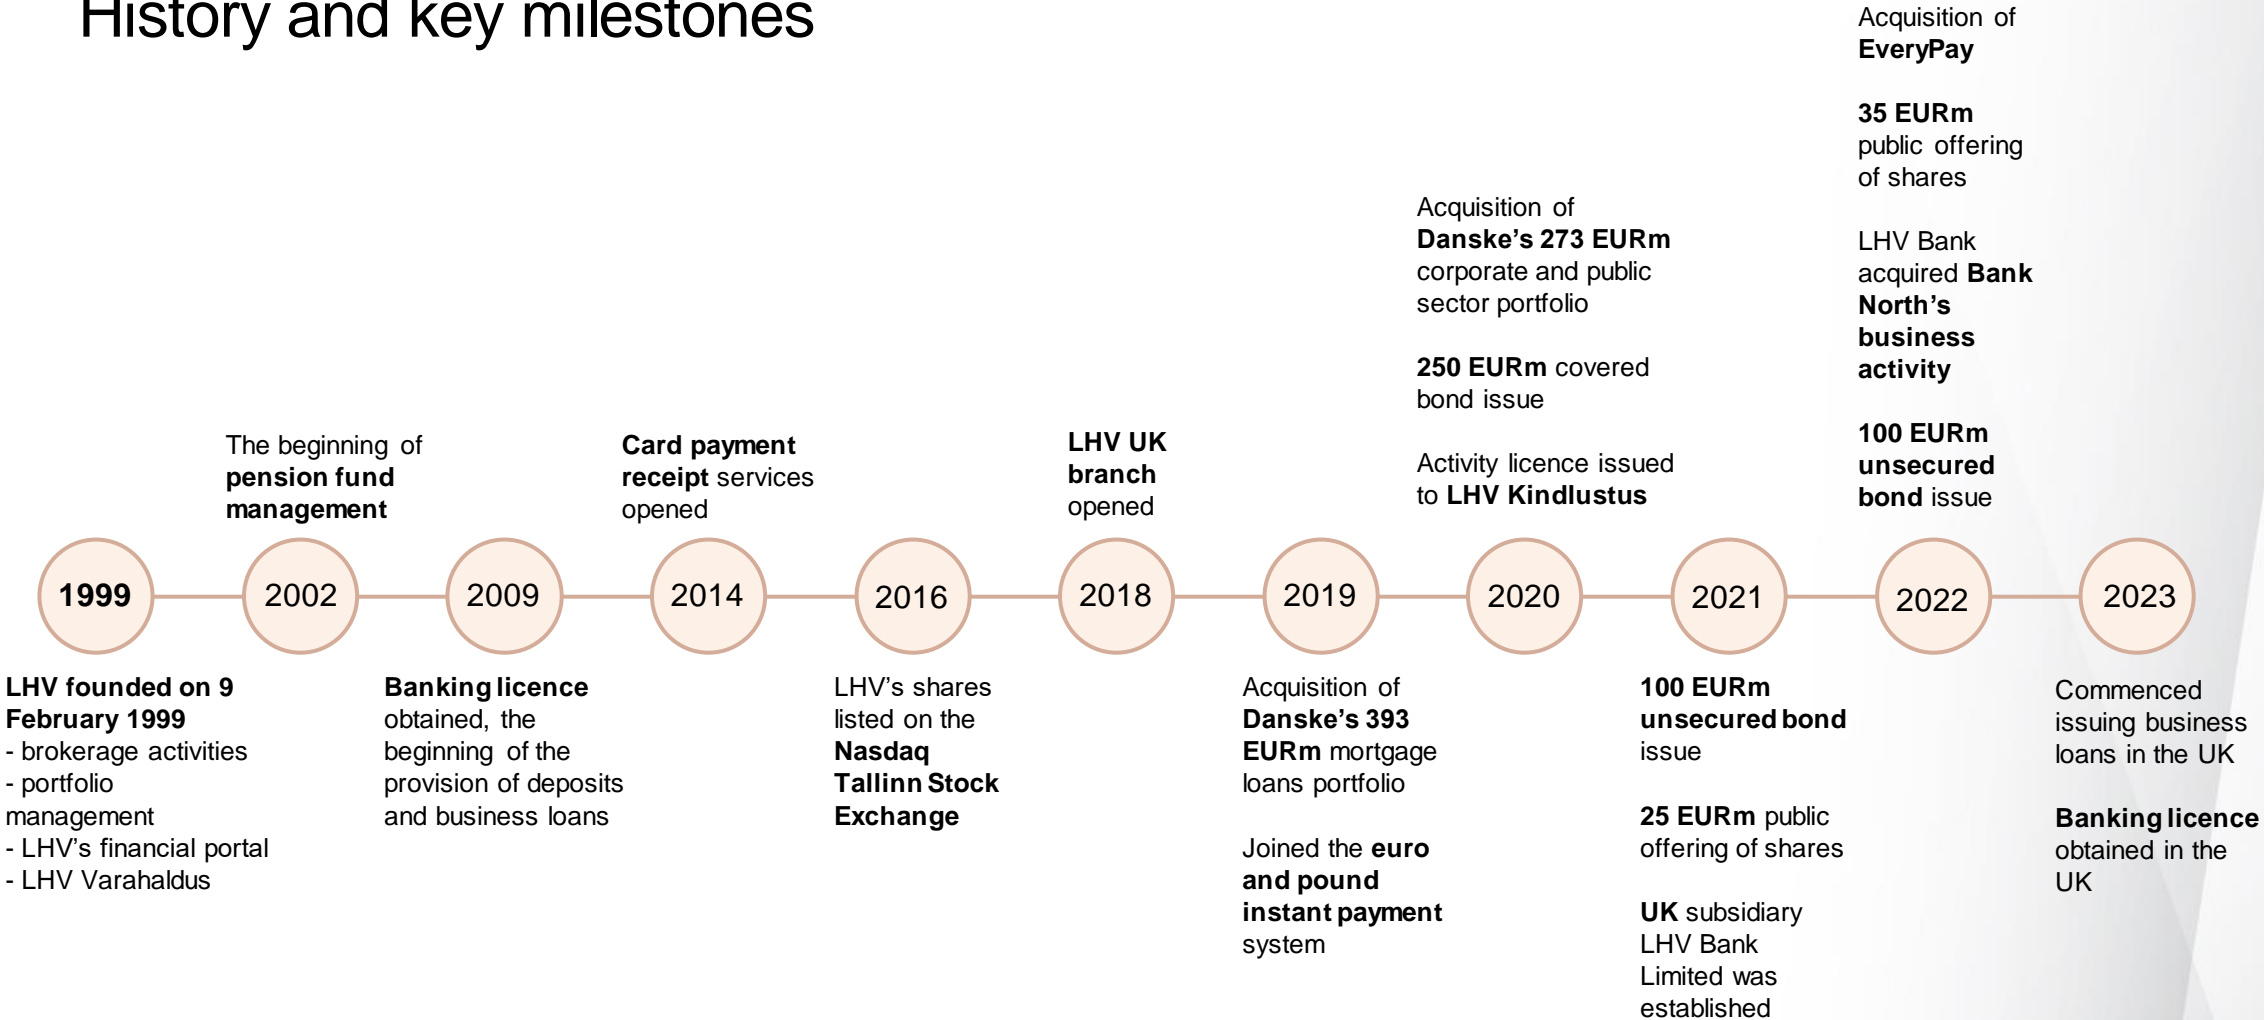 History and key milestones
Acquisition of
EveryPay
35 EURm
public offering
of shares
LHV Bank
acquired Bank
North’s
business
activity
100 EURm
unsecured
bond issue
Acquisition of
Danske’s 273 EURm
corporate and public
sector portfolio
250 EURm covered
bond issue
Activity licence issued
to LHV Kindlustus
The beginning of
pension fund
management
Card payment
receipt services
opened
LHV UK
branch
opened
1999
2002
2009
2014
2016
2018
2019
2020
2021
2022
2023
LHV founded on 9
February 1999
- brokerage activities
- portfolio
management
- LHV’s financial portal
- LHV Varahaldus
Banking licence
obtained, the
beginning of the
provision of deposits
and business loans
LHV’s shares
listed on the
Nasdaq
Tallinn Stock
Exchange
Acquisition of
Danske’s 393
EURm mortgage
loans portfolio
Joined the euro
and pound
instant payment
system
100 EURm
unsecured bond
issue
25 EURm public
offering of shares
UK subsidiary
LHV Bank
Limited was
established
Commenced
issuing business
loans in the UK
Banking licence
obtained in the
UK